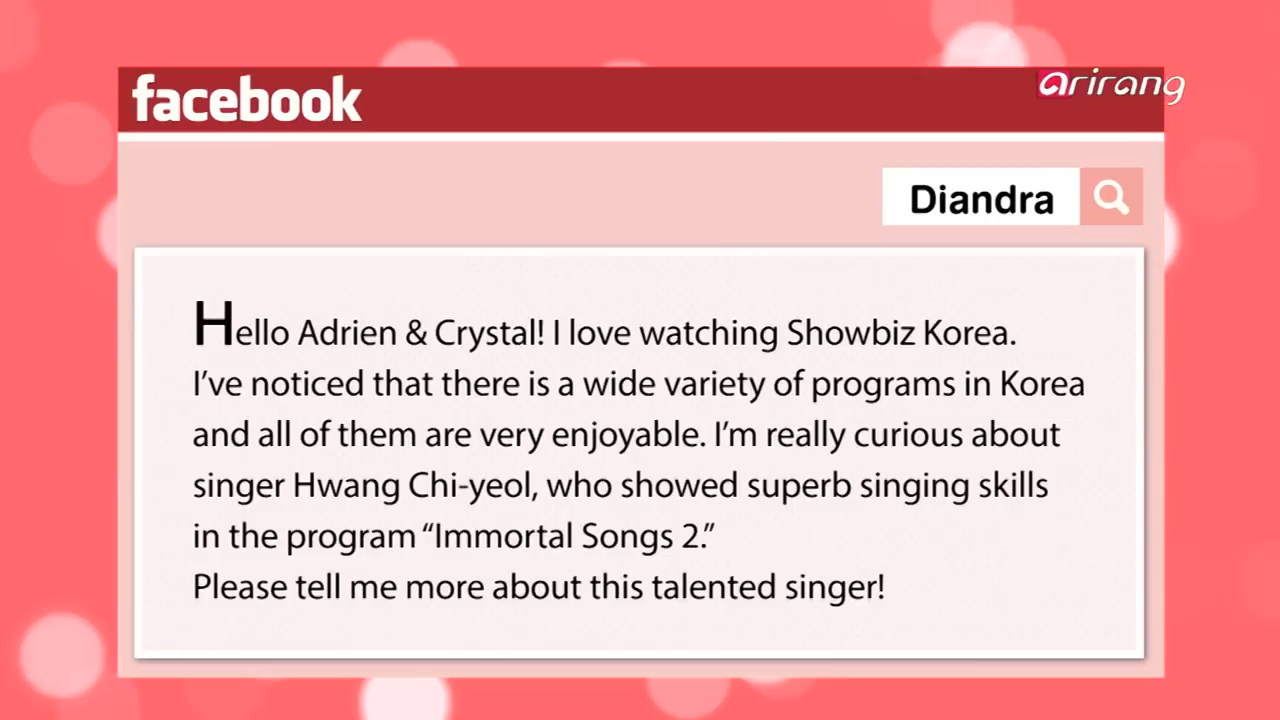 facebook
arirang
Diandra
Hello Adrien & Crystal! I love watching Showbiz Korea.
I've noticed that there is a wide variety of programs in Korea
and all of them are very enjoyable. I'm really curious about
singer Hwang Chi-yeol, who showed superb singing skills
in the program “Immortal Songs 2.”
Please tell me more about this talented singer!